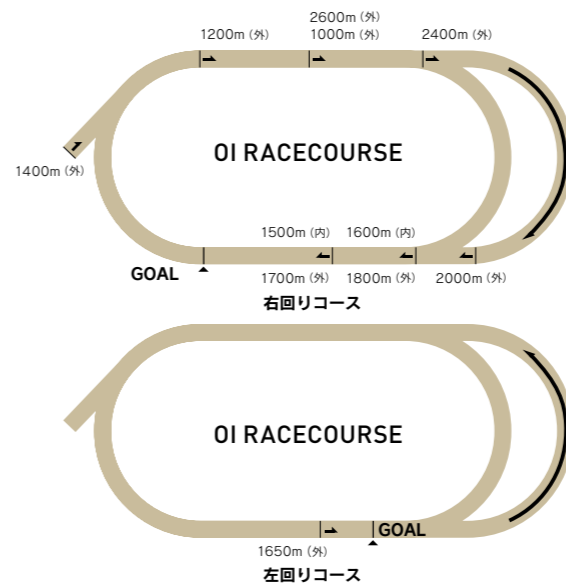 2600m (外)
1200m (外)
1000m (外)
2400m (外)
OI RACECOURSE
1400m (外)
1500m (内)
1600m (内)
GOAL
1700m (外)
1800m (外)
2000m (外)
右回りコース
OI RACECOURSE
GOAL
1650m (外)
左回りコース